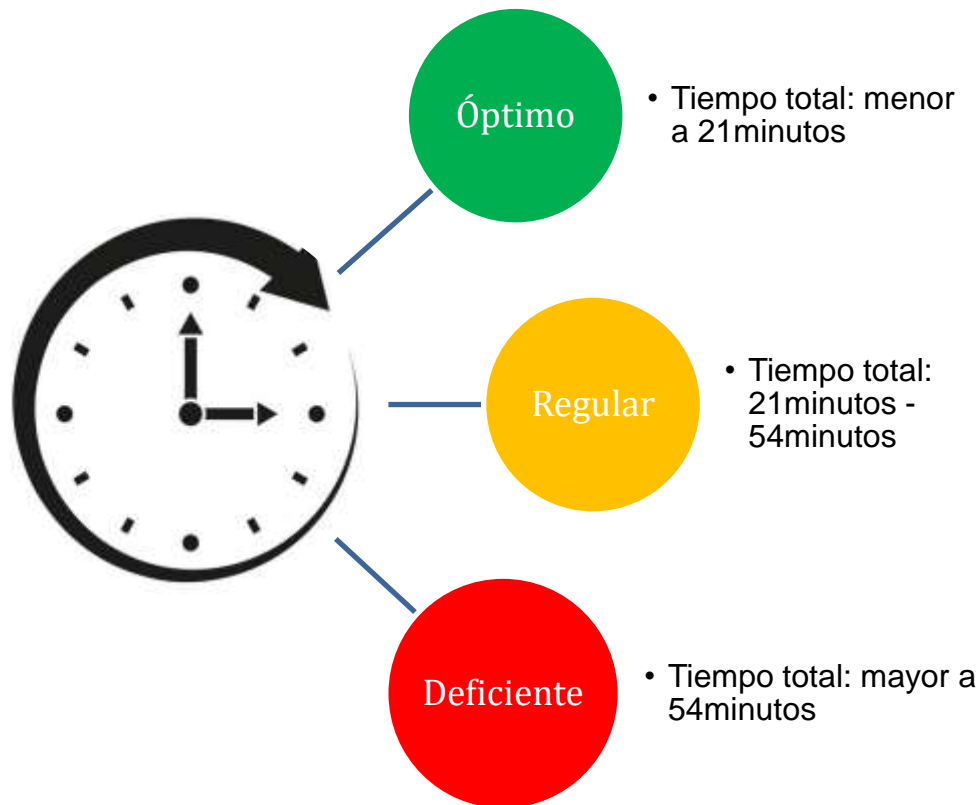 Óptimo
• Tiempo total: menor
a 21minutos
Regular
• Tiempo total:
21minutos -
54minutos
Deficiente
• Tiempo total: mayor a
54minutos